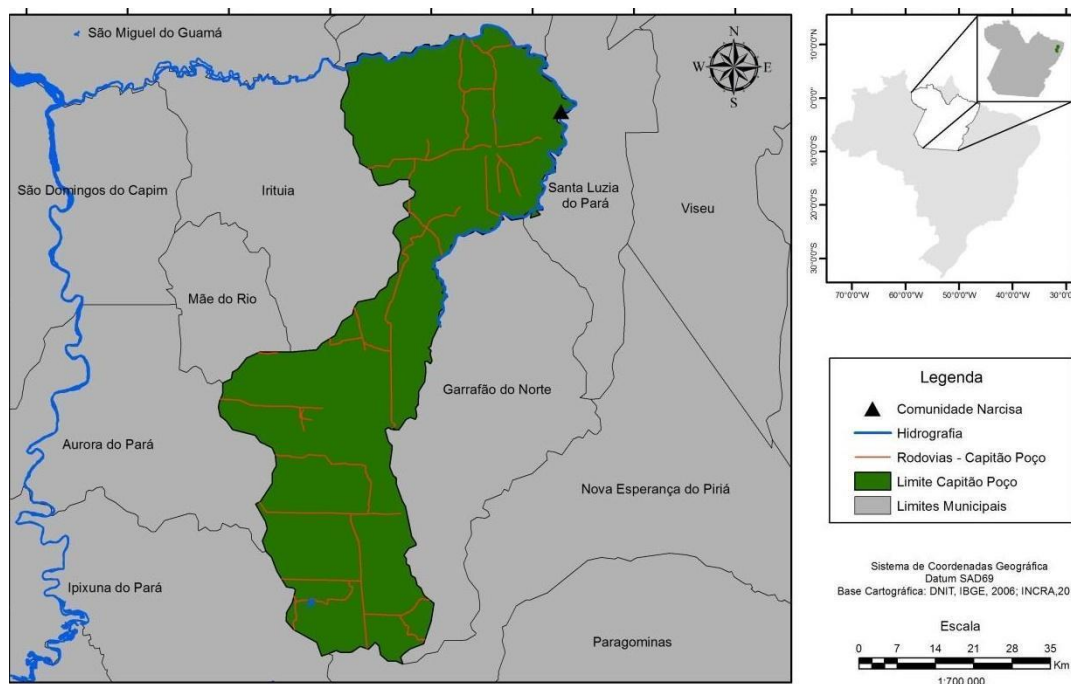 São Miguel do Guamá
São Domingos do Capim
Irituia
Santa Luzia
do Pará
Viseu
Mãe do Rio
Garrafão do Norte
Aurora do Pará
Nova Esperança do Piriá
Ipixuna do Pará
Paragominas
N
W
E
S
10°0'0"N
0°0'0"
10°0'0"S
20°0'0"S
30°0'0"S
70°0'0"W
60°0'0"W
50°0'0"W
40°0'0"W
Legenda
Comunidade Narcisa
Hidrografia
Rodovias - Capitão Poço
Limite Capitão Poço
Limites Municipais
Sistema de Coordenadas Geográfica
Datum SAD69
Base Cartográfica: DNIT, IBGE, 2006; INCRA,20
Escala
0 7 14 21 28 35
Km
1:700.000